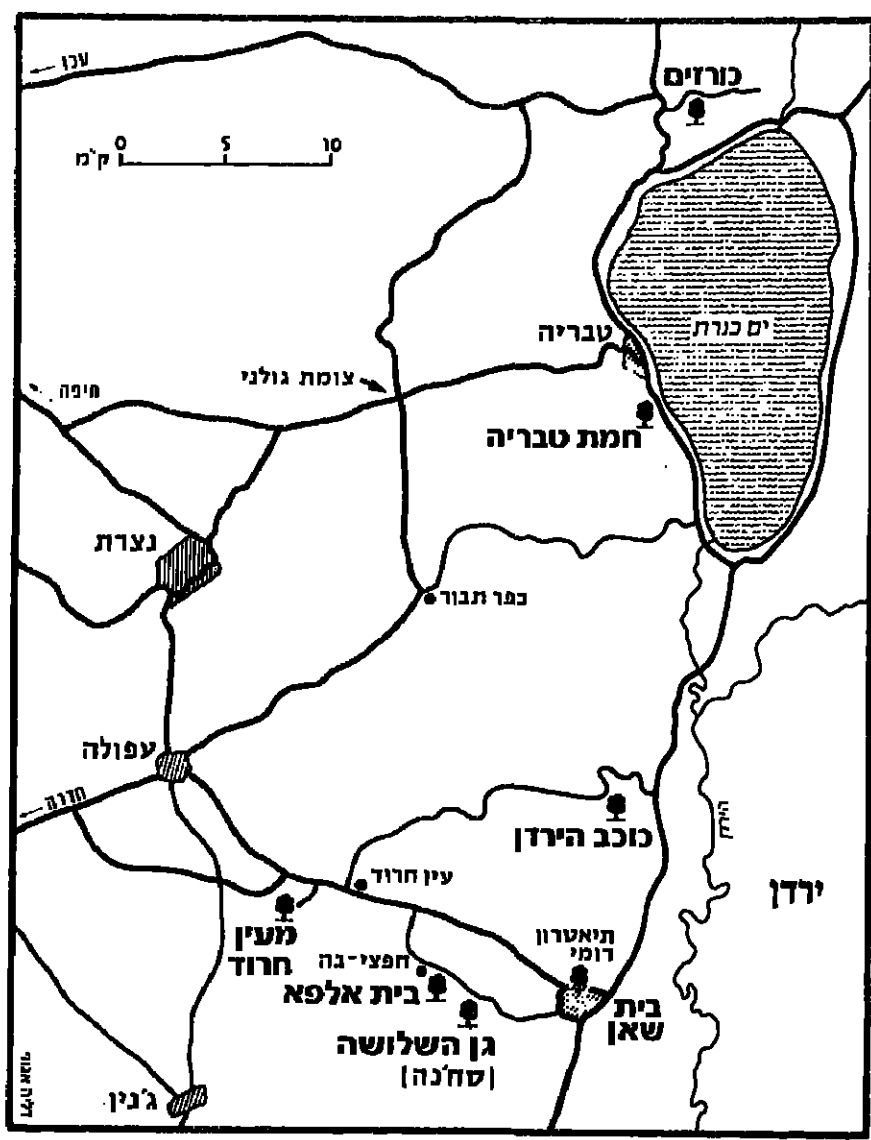 עכו
כורזים
0 5 10
ק"מ
ים כנרת
טבריה
צומת גולני
חיפה
חמת טבריה
נצרת
כפר תבור
עפולה
חדרה
כוכב הירדן
הירדן
ירדן
עין חרוד
מעין
חרוד
תיאטרון
רומי
חפצי-בה
בית אלפא
בית
שאן
גן השלושה
(סח'נה)
ג'נין